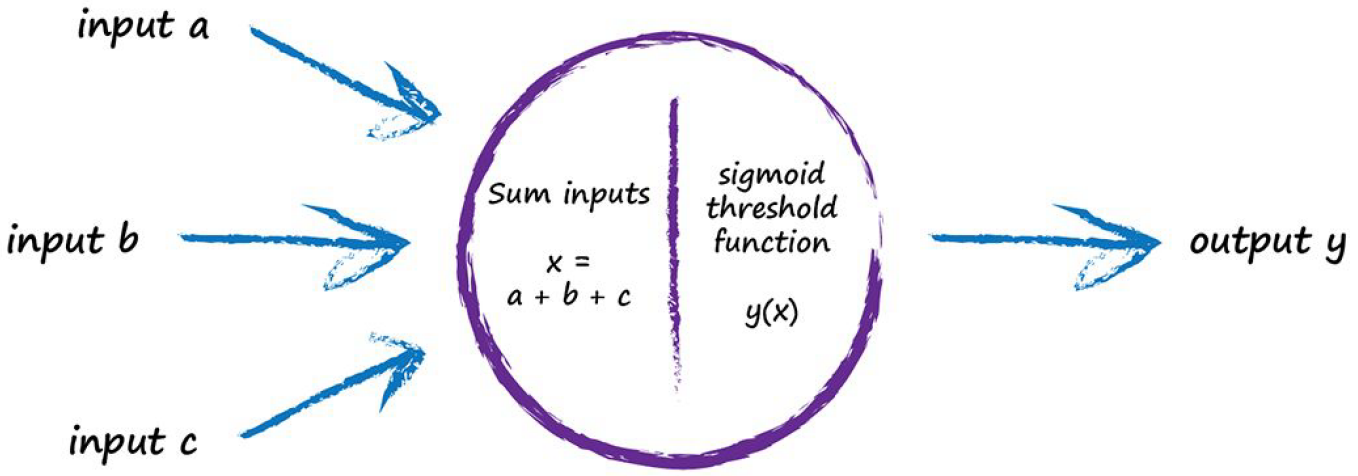 input a
input b
input c
Sum inputs
x =
a + b + c
sigmoid
threshold
function
y(x)
output y